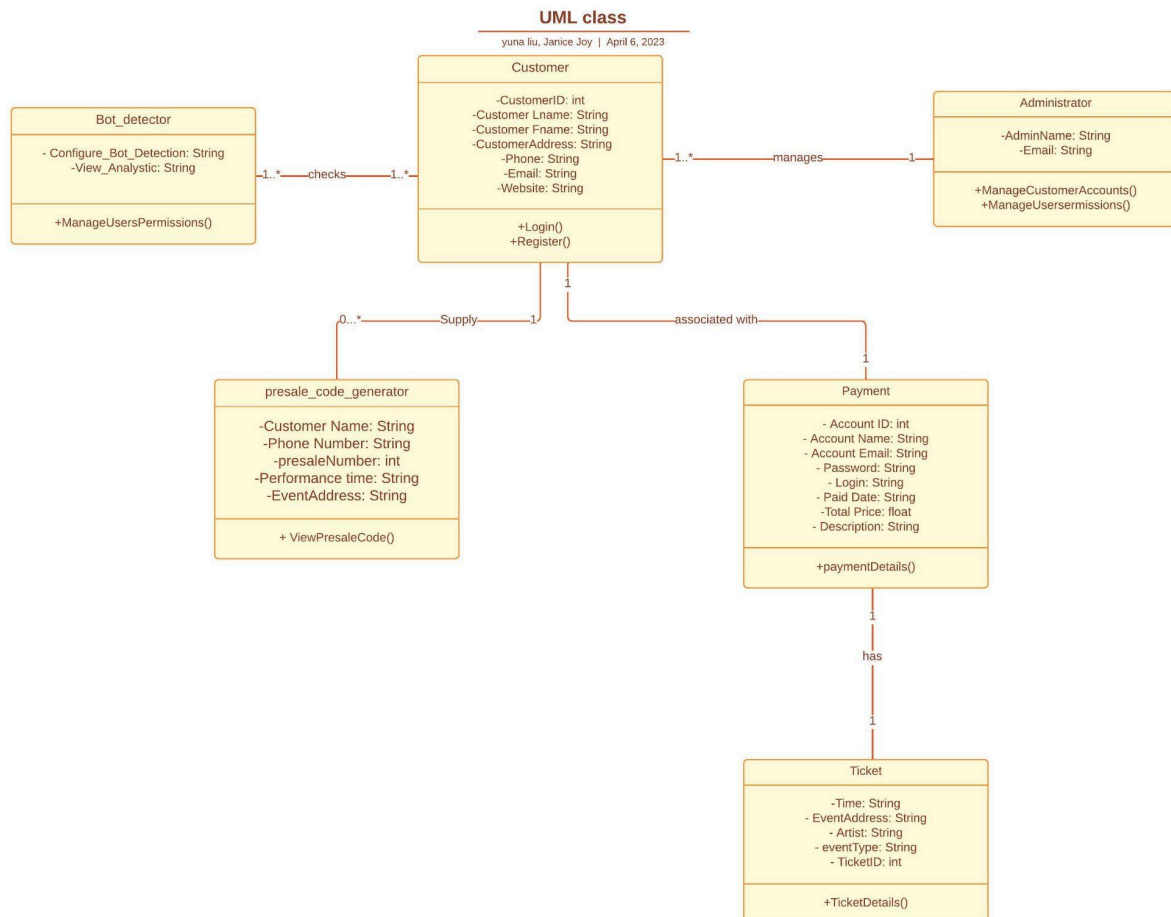 UML class
yuna liu, Janice Joy | April 6, 2023
Customer
-CustomerID: int
-Customer Lname: String
-Customer Fname: String
-CustomerAddress: String
-Phone: String
-Email: String
-Website: String
+Login()
+Register()
Bot_detector
- Configure_Bot_Detection: String
-View_Analystic: String
+ManageUsersPermissions()
1..* checks 1..*
Administrator
-AdminName: String
-Email: String
+ManageCustomerAccounts()
+ManageUsersermissions()
1..* manages 1
0...* Supply 1
1
associated with
1
presale_code_generator
-Customer Name: String
-Phone Number: String
-presaleNumber: int
-Performance time: String
-EventAddress: String
+ ViewPresaleCode()
Payment
- Account ID: int
- Account Name: String
- Account Email: String
- Password: String
- Login: String
- Paid Date: String
-Total Price: float
- Description: String
+paymentDetails()
1
has
1
Ticket
-Time: String
- EventAddress: String
- Artist: String
- eventType: String
- TicketID: int
+TicketDetails()